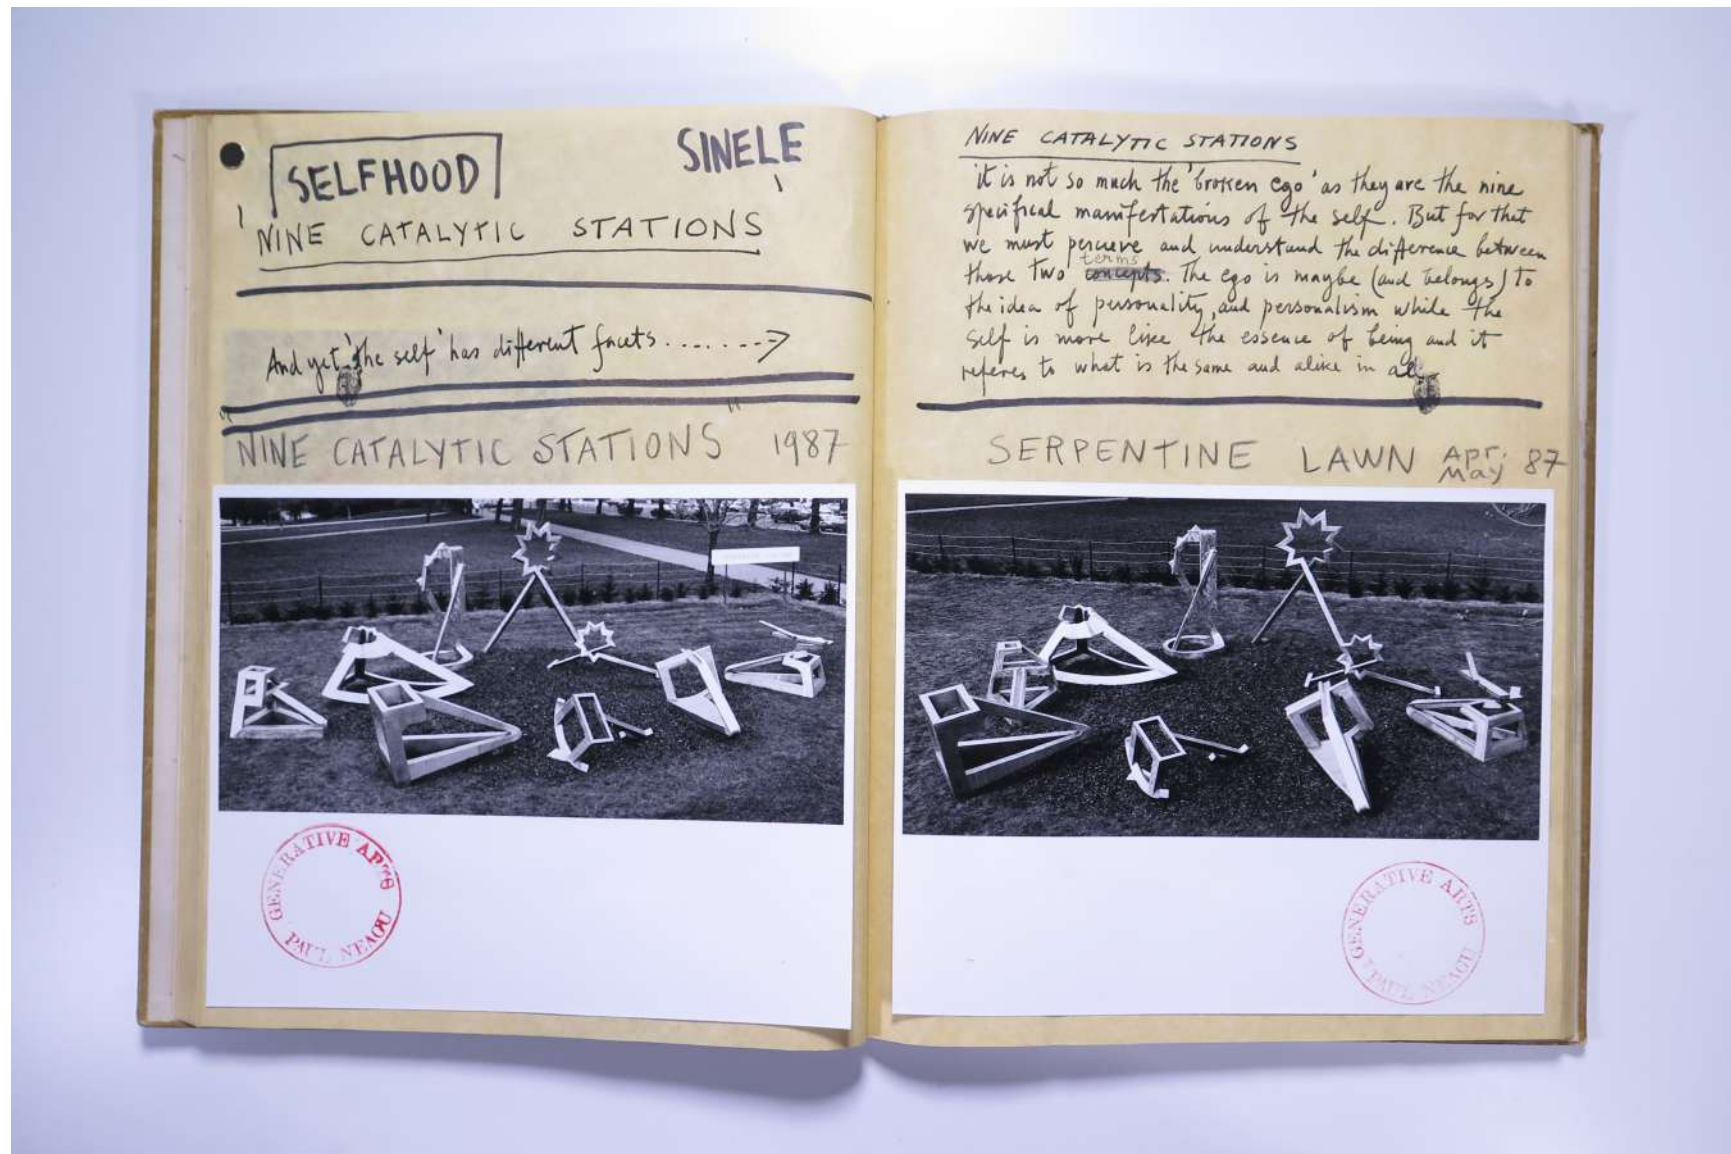 SELFHOOD
SINELE
'NINE CATALYTIC STATIONS'
And yet 'the self' has different facets.......->
"NINE CATALYTIC STATIONS" 1987
GENERATIVE ARTS
PAUL NEAGU
NINE CATALYTIC STATIONS
it is not so much the 'broken ego' as they are the nine
specifical manifestations of the self. But for that
we must percieve and understand the difference between
those two concepts terms. The ego is maybe (and belongs) to
the idea of personality, and personalism while the
self is more like the essence of being and it
referes to what is the same and alike in all
SERPENTINE LAWN Apr. May 87
GENERATIVE ARTS
PAUL NEAGU